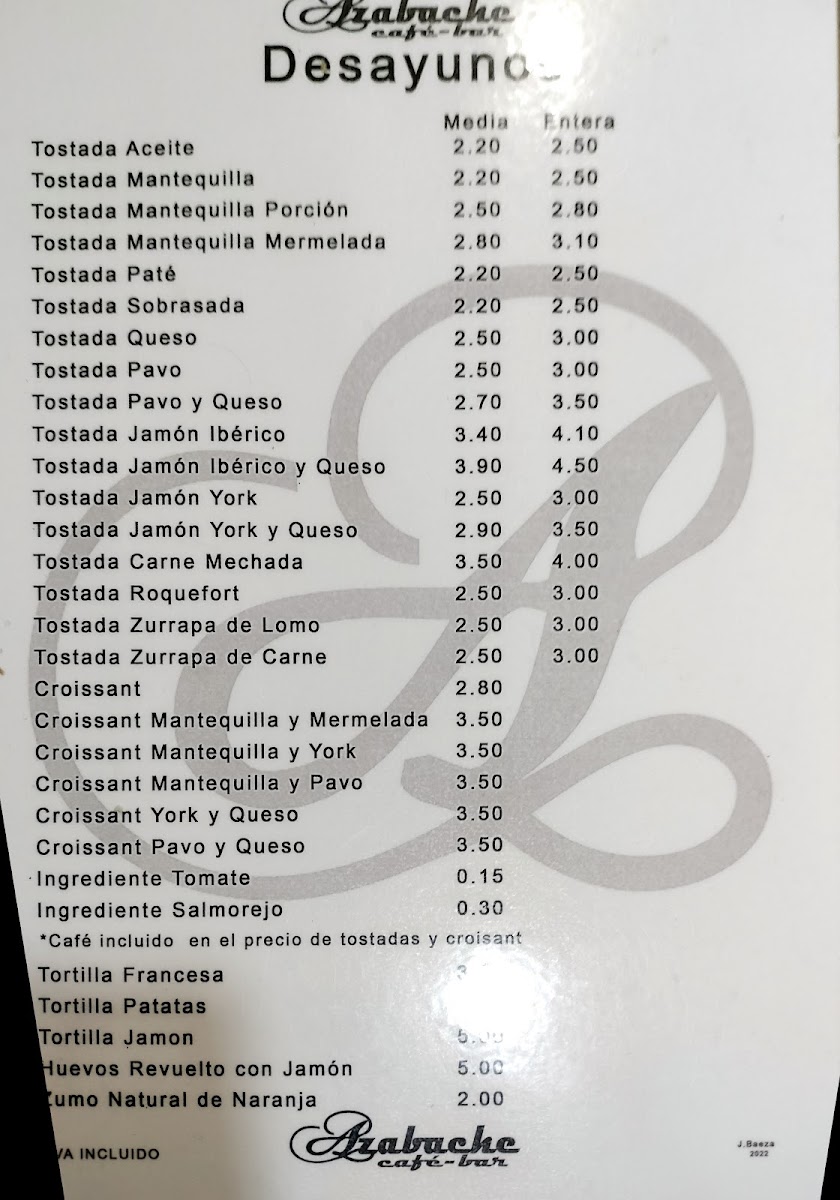 Azabache
café-bar
Desayunos
Media Entera
Tostada Aceite 2.20 2.50
Tostada Mantequilla 2.20 2.50
Tostada Mantequilla Porción 2.50 2.80
Tostada Mantequilla Mermelada 2.80 3.10
Tostada Paté 2.20 2.50
Tostada Sobrasada 2.20 2.50
Tostada Queso 2.50 3.00
Tostada Pavo 2.50 3.00
Tostada Pavo y Queso 2.70 3.50
Tostada Jamón Ibérico 3.40 4.10
Tostada Jamón Ibérico y Queso 3.90 4.50
Tostada Jamón York 2.50 3.00
Tostada Jamón York y Queso 2.90 3.50
Tostada Carne Mechada 3.50 4.00
Tostada Roquefort 2.50 3.00
Tostada Zurrapa de Lomo 2.50 3.00
Tostada Zurrapa de Carne 2.50 3.00
Croissant 2.80
Croissant Mantequilla y Mermelada 3.50
Croissant Mantequilla y York 3.50
Croissant Mantequilla y Pavo 3.50
Croissant York y Queso 3.50
Croissant Pavo y Queso 3.50
Ingrediente Tomate 0.15
Ingrediente Salmorejo 0.30
*Café incluido en el precio de tostadas y croisant
Tortilla Francesa
Tortilla Patatas
Tortilla Jamon 5.00
Huevos Revuelto con Jamón 5.00
Zumo Natural de Naranja 2.00
Azabache
café-bar
IVA INCLUIDO
J.Baeza
2022